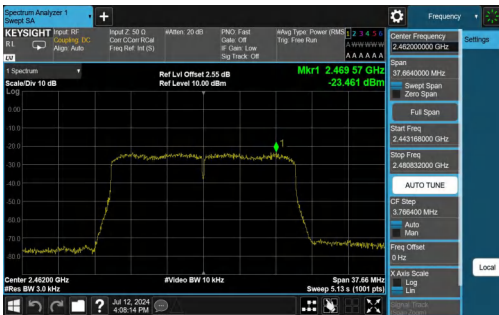 Spectrum Analyzer 1
Swept SA
Frequency
KEYSIGHT
RL
Input: RF
Coupling: DC
Align: Auto
Input Z: 50 Ω
Corr CCorr RCal
Freq Ref: Int (S)
#Atten: 20 dB
PNO: Fast
Gate: Off
IF Gain: Low
Sig Track: Off
#Avg Type: Power (RMS
Trig: Free Run
1 2 3 4 5 6
A WWWWW
A A A A A A
Settings
1 Spectrum
Scale/Div 10 dB
Log
Ref Lvl Offset 2.55 dB
Ref Level 10.00 dBm
Mkr1 2.469 57 GHz
-23.461 dBm
0.00
-10.0
-20.0
-30.0
-40.0
-50.0
-60.0
-70.0
-80.0
1
Center 2.46200 GHz
#Res BW 3.0 kHz
#Video BW 10 kHz
Span 37.66 MHz
Sweep 5.13 s (1001 pts)
Center Frequency
2.462000000 GHz
Span
37.6640000 MHz
Swept Span
Zero Span
Full Span
Start Freq
2.443168000 GHz
Stop Freq
2.480832000 GHz
AUTO TUNE
CF Step
3.766400 MHz
Auto
Man
Freq Offset
0 Hz
X Axis Scale
Log
Lin
Signal Track
Local
?
Jul 12, 2024
4:08:14 PM